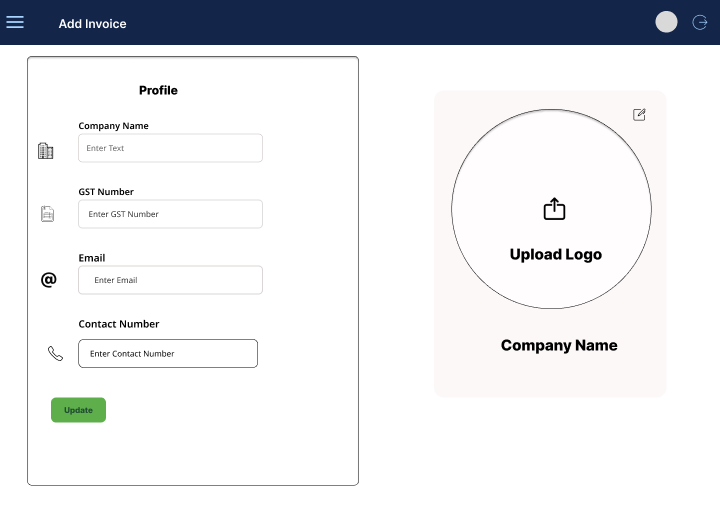 Add Invoice
Profile
Company Name
Enter Text
GST Number
Enter GST Number
Email
@
Enter Email
Contact Number
Enter Contact Number
Update
Upload Logo
Company Name